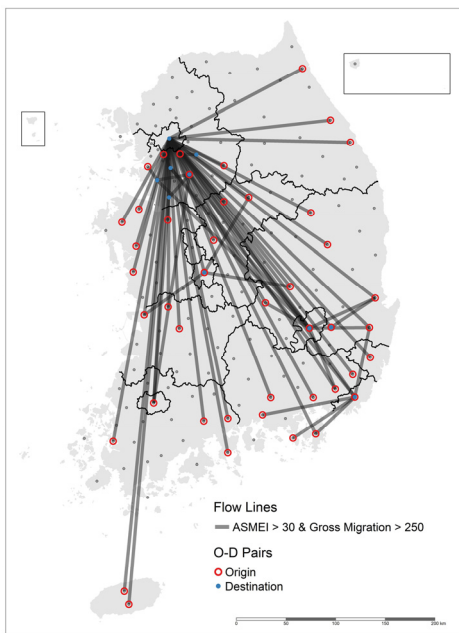 Flow Lines
ASMEI > 30 & Gross Migration > 250
O-D Pairs
Origin
Destination
0 50 100 150 200 km